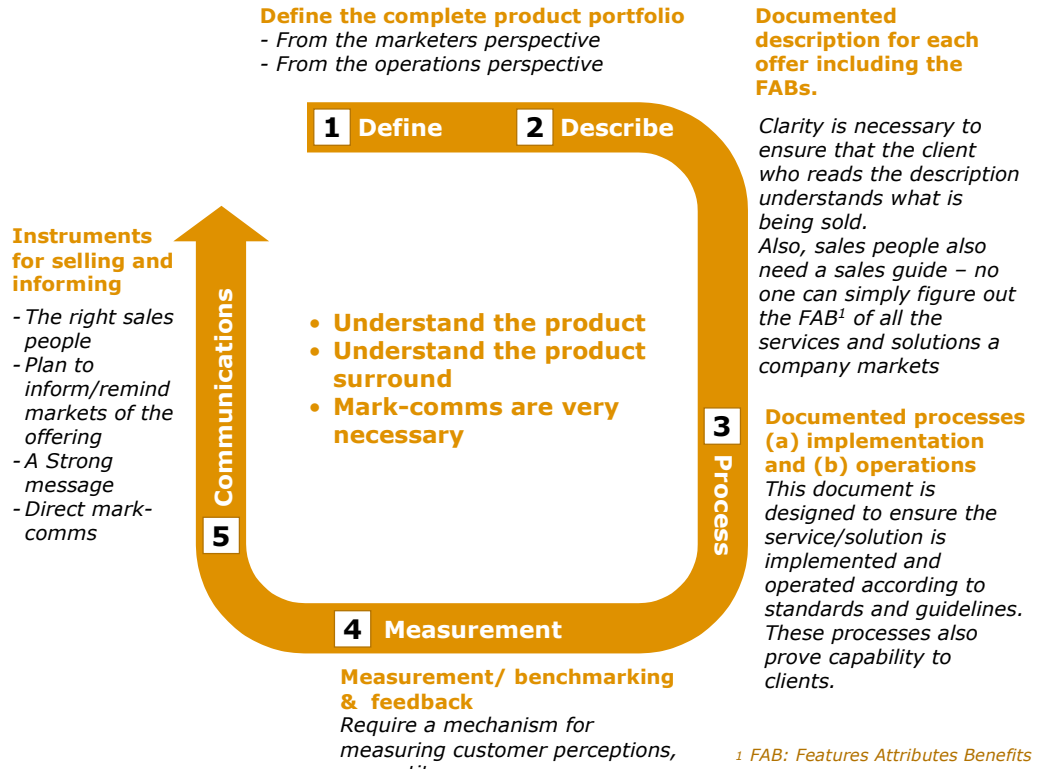 Define the complete product portfolio
- From the marketers perspective
- From the operations perspective
1 Define
2 Describe
Documented
description for each
offer including the
FABs.
Clarity is necessary to
ensure that the client
who reads the description
understands what is
being sold.
Also, sales people also
need a sales guide – no
one can simply figure out
the FAB¹ of all the
services and solutions a
company markets
3
Process
Documented processes
(a) implementation
and (b) operations
This document is
designed to ensure the
service/solution is
implemented and
operated according to
standards and guidelines.
These processes also
prove capability to
clients.
4 Measurement
Measurement/ benchmarking
& feedback
Require a mechanism for
measuring customer perceptions,
5
Communications
Instruments
for selling and
informing
- The right sales
people
- Plan to
inform/remind
markets of the
offering
- A Strong
message
- Direct mark-
comms
• Understand the product
• Understand the product
surround
• Mark-comms are very
necessary
1 FAB: Features Attributes Benefits